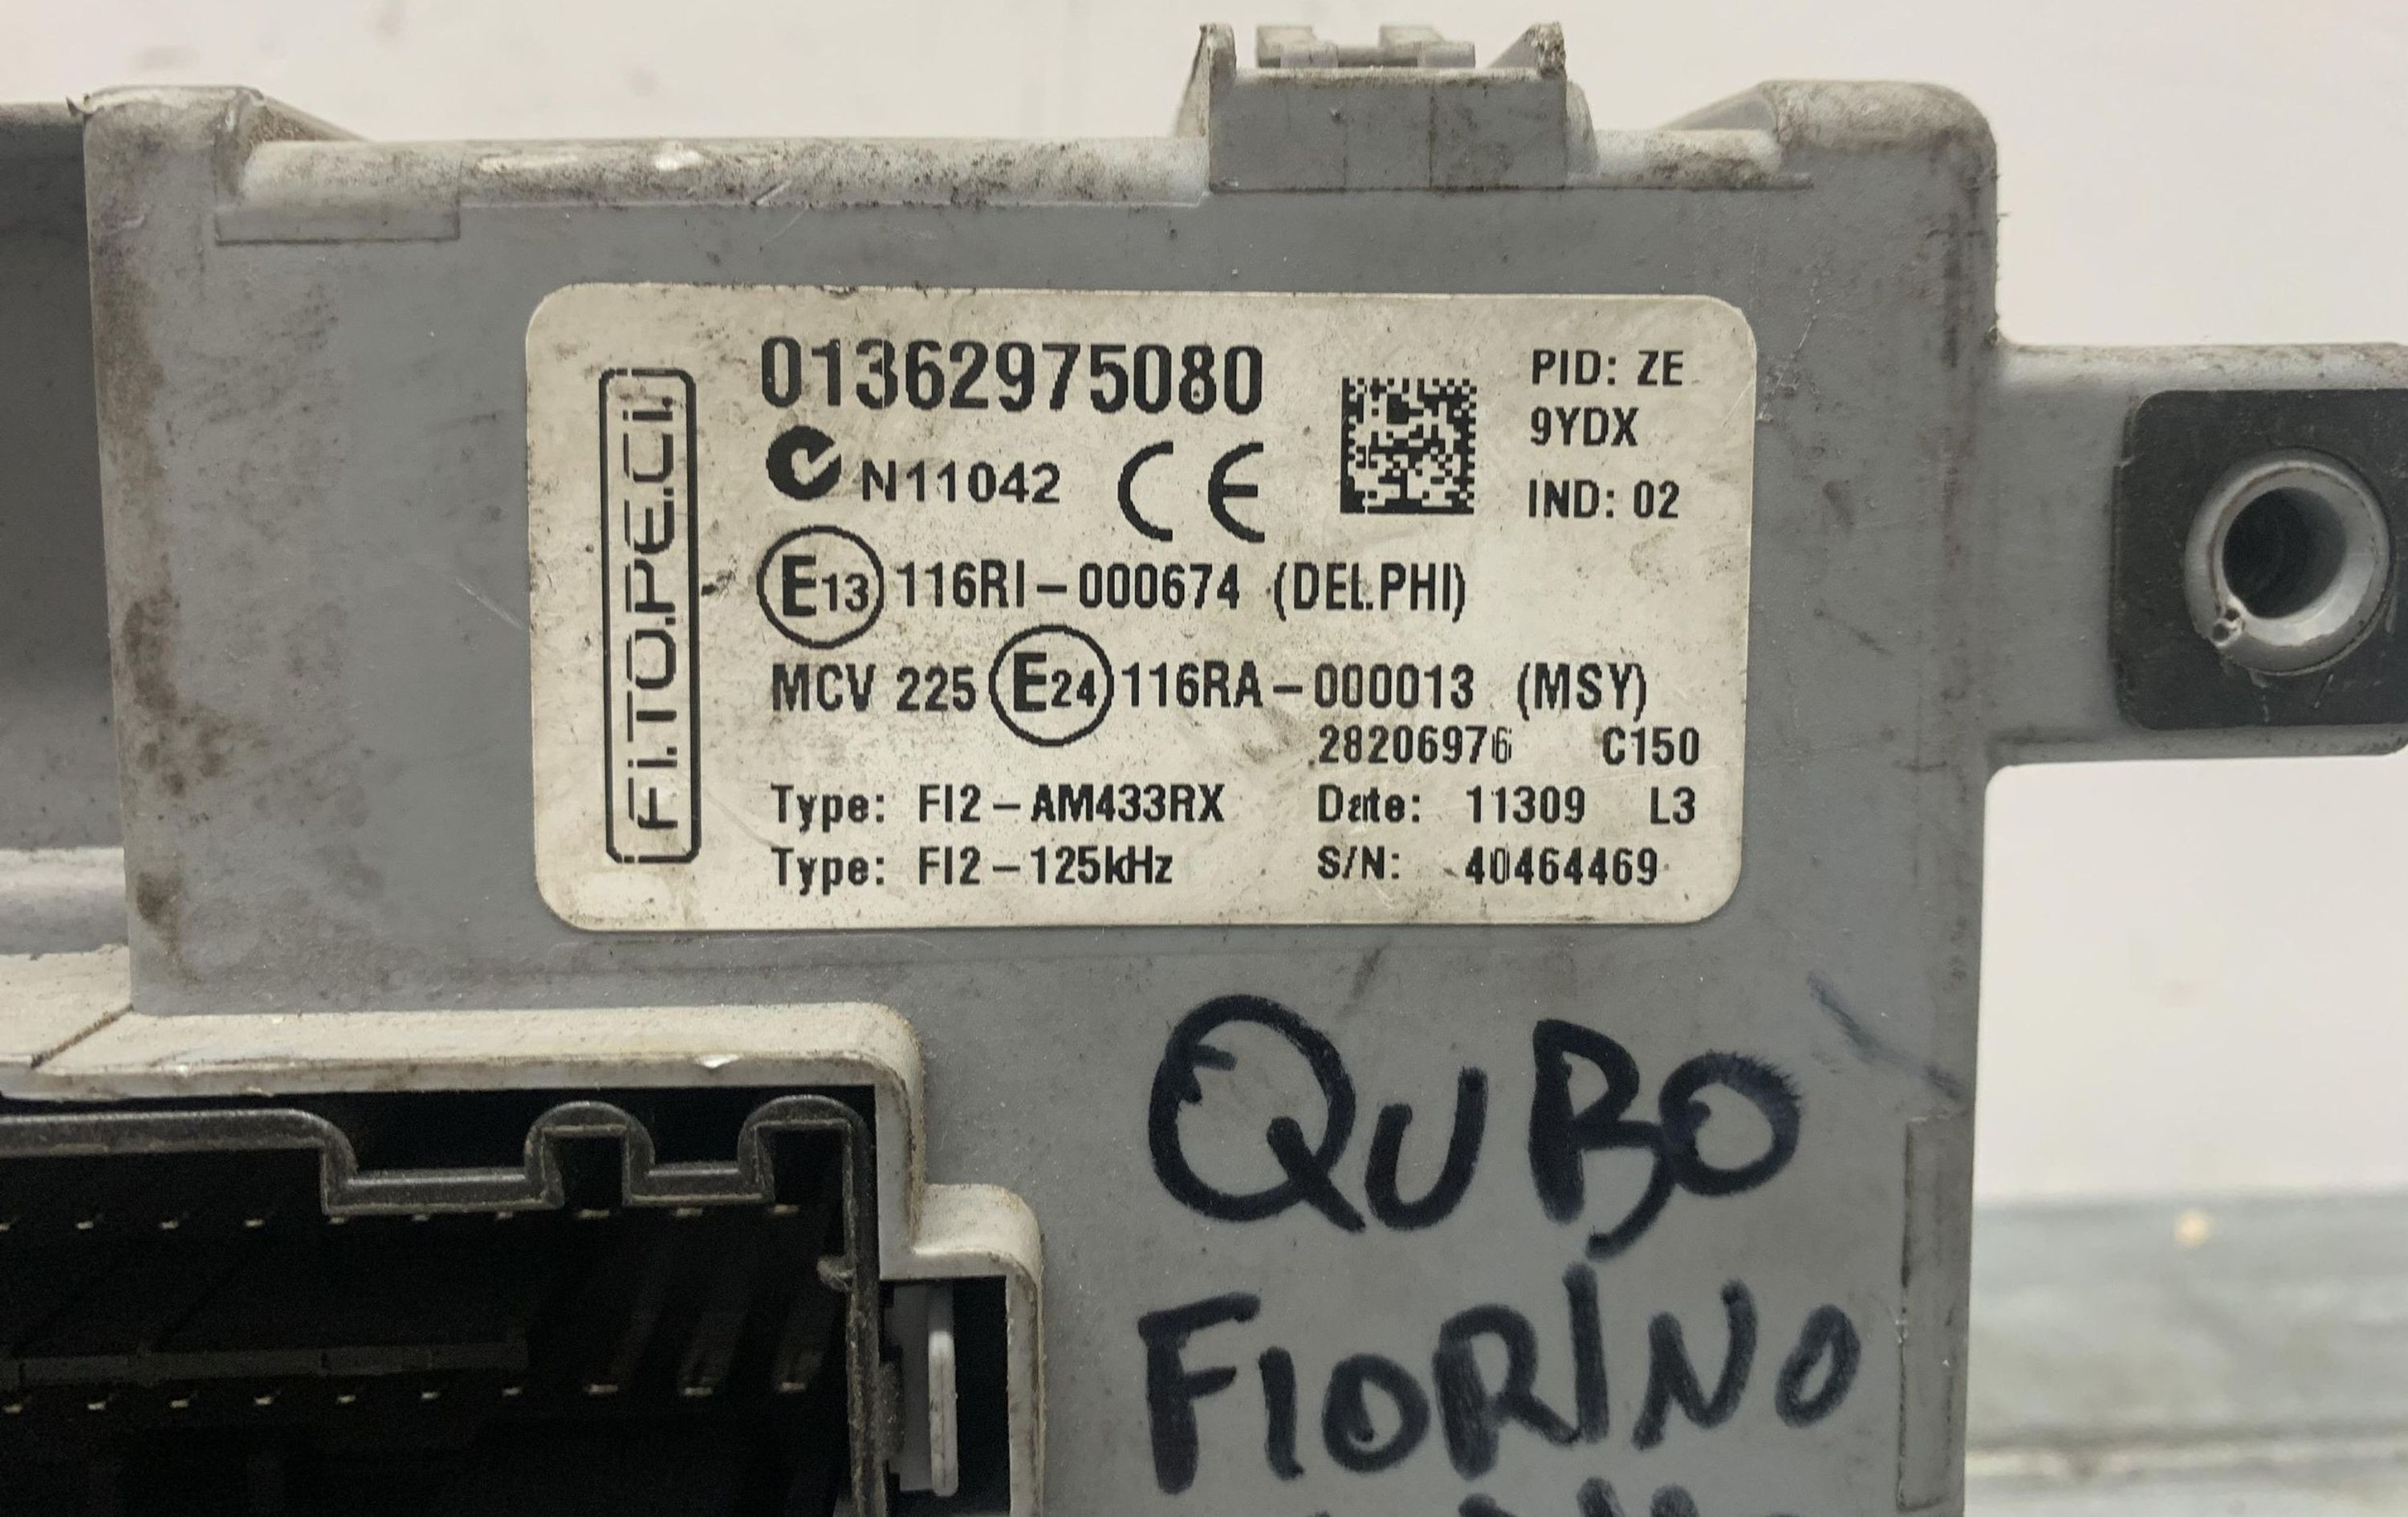 Fi.TO.PE.Ci.
01362975080
N11042 CE
PID: ZE
9YDX
IND: 02
E13 116RI-000674 (DELPHI)
MCV 225 E24 116RA-000013 (MSY)
28206976 C150
Type: FI2-AM433RX Date: 11309 L3
Type: FI2-125kHz S/N: 40464469
QUBO
FIORINO